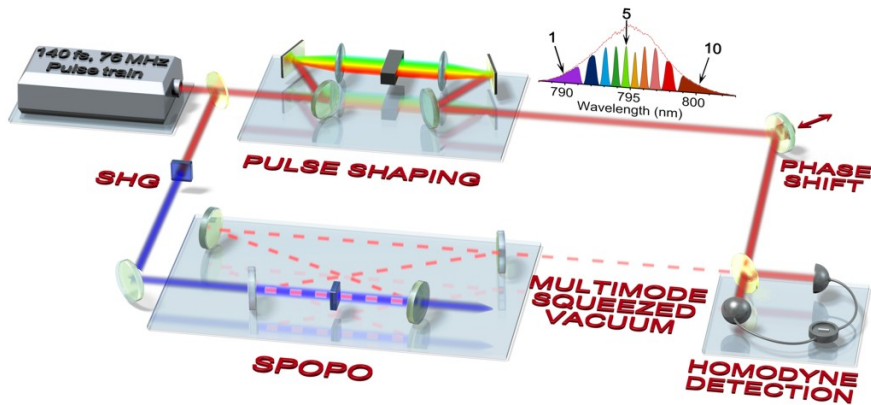 140 fs, 76 MHz
Pulse train
SHG
PULSE SHAPING
1
5
10
790
795
800
Wavelength (nm)
PHASE
SHIFT
SPOPO
MULTIMODE
SQUEEZED
VACUUM
HOMODYNE
DETECTION